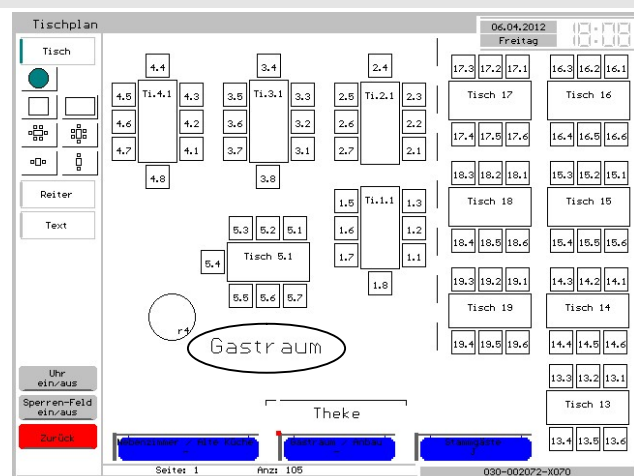 Tischplan
06.04.2012
Freitag
18:08
Tisch
Reiter
Text
Uhr
ein/aus
Sperren-Feld
ein/aus
Zurück
4.4
4.5 Ti.4.1 4.3
4.6 4.2
4.7 4.1
4.8
3.4
3.5 Ti.3.1 3.3
3.6 3.2
3.7 3.1
3.8
2.4
2.5 Ti.2.1 2.3
2.6 2.2
2.7 2.1
1.5 Ti.1.1 1.3
1.6 1.2
1.7 1.1
1.8
5.3 5.2 5.1
5.4 Tisch 5.1
5.5 5.6 5.7
r4
Gastraum
Theke
17.3 17.2 17.1
Tisch 17
17.4 17.5 17.6
16.3 16.2 16.1
Tisch 16
16.4 16.5 16.6
18.3 18.2 18.1
Tisch 18
18.4 18.5 18.6
15.3 15.2 15.1
Tisch 15
15.4 15.5 15.6
19.3 19.2 19.1
Tisch 19
19.4 19.5 19.6
14.3 14.2 14.1
Tisch 14
14.4 14.5 14.6
13.3 13.2 13.1
Tisch 13
13.4 13.5 13.6
Seite: 1 Anz: 105
030-002072-X070